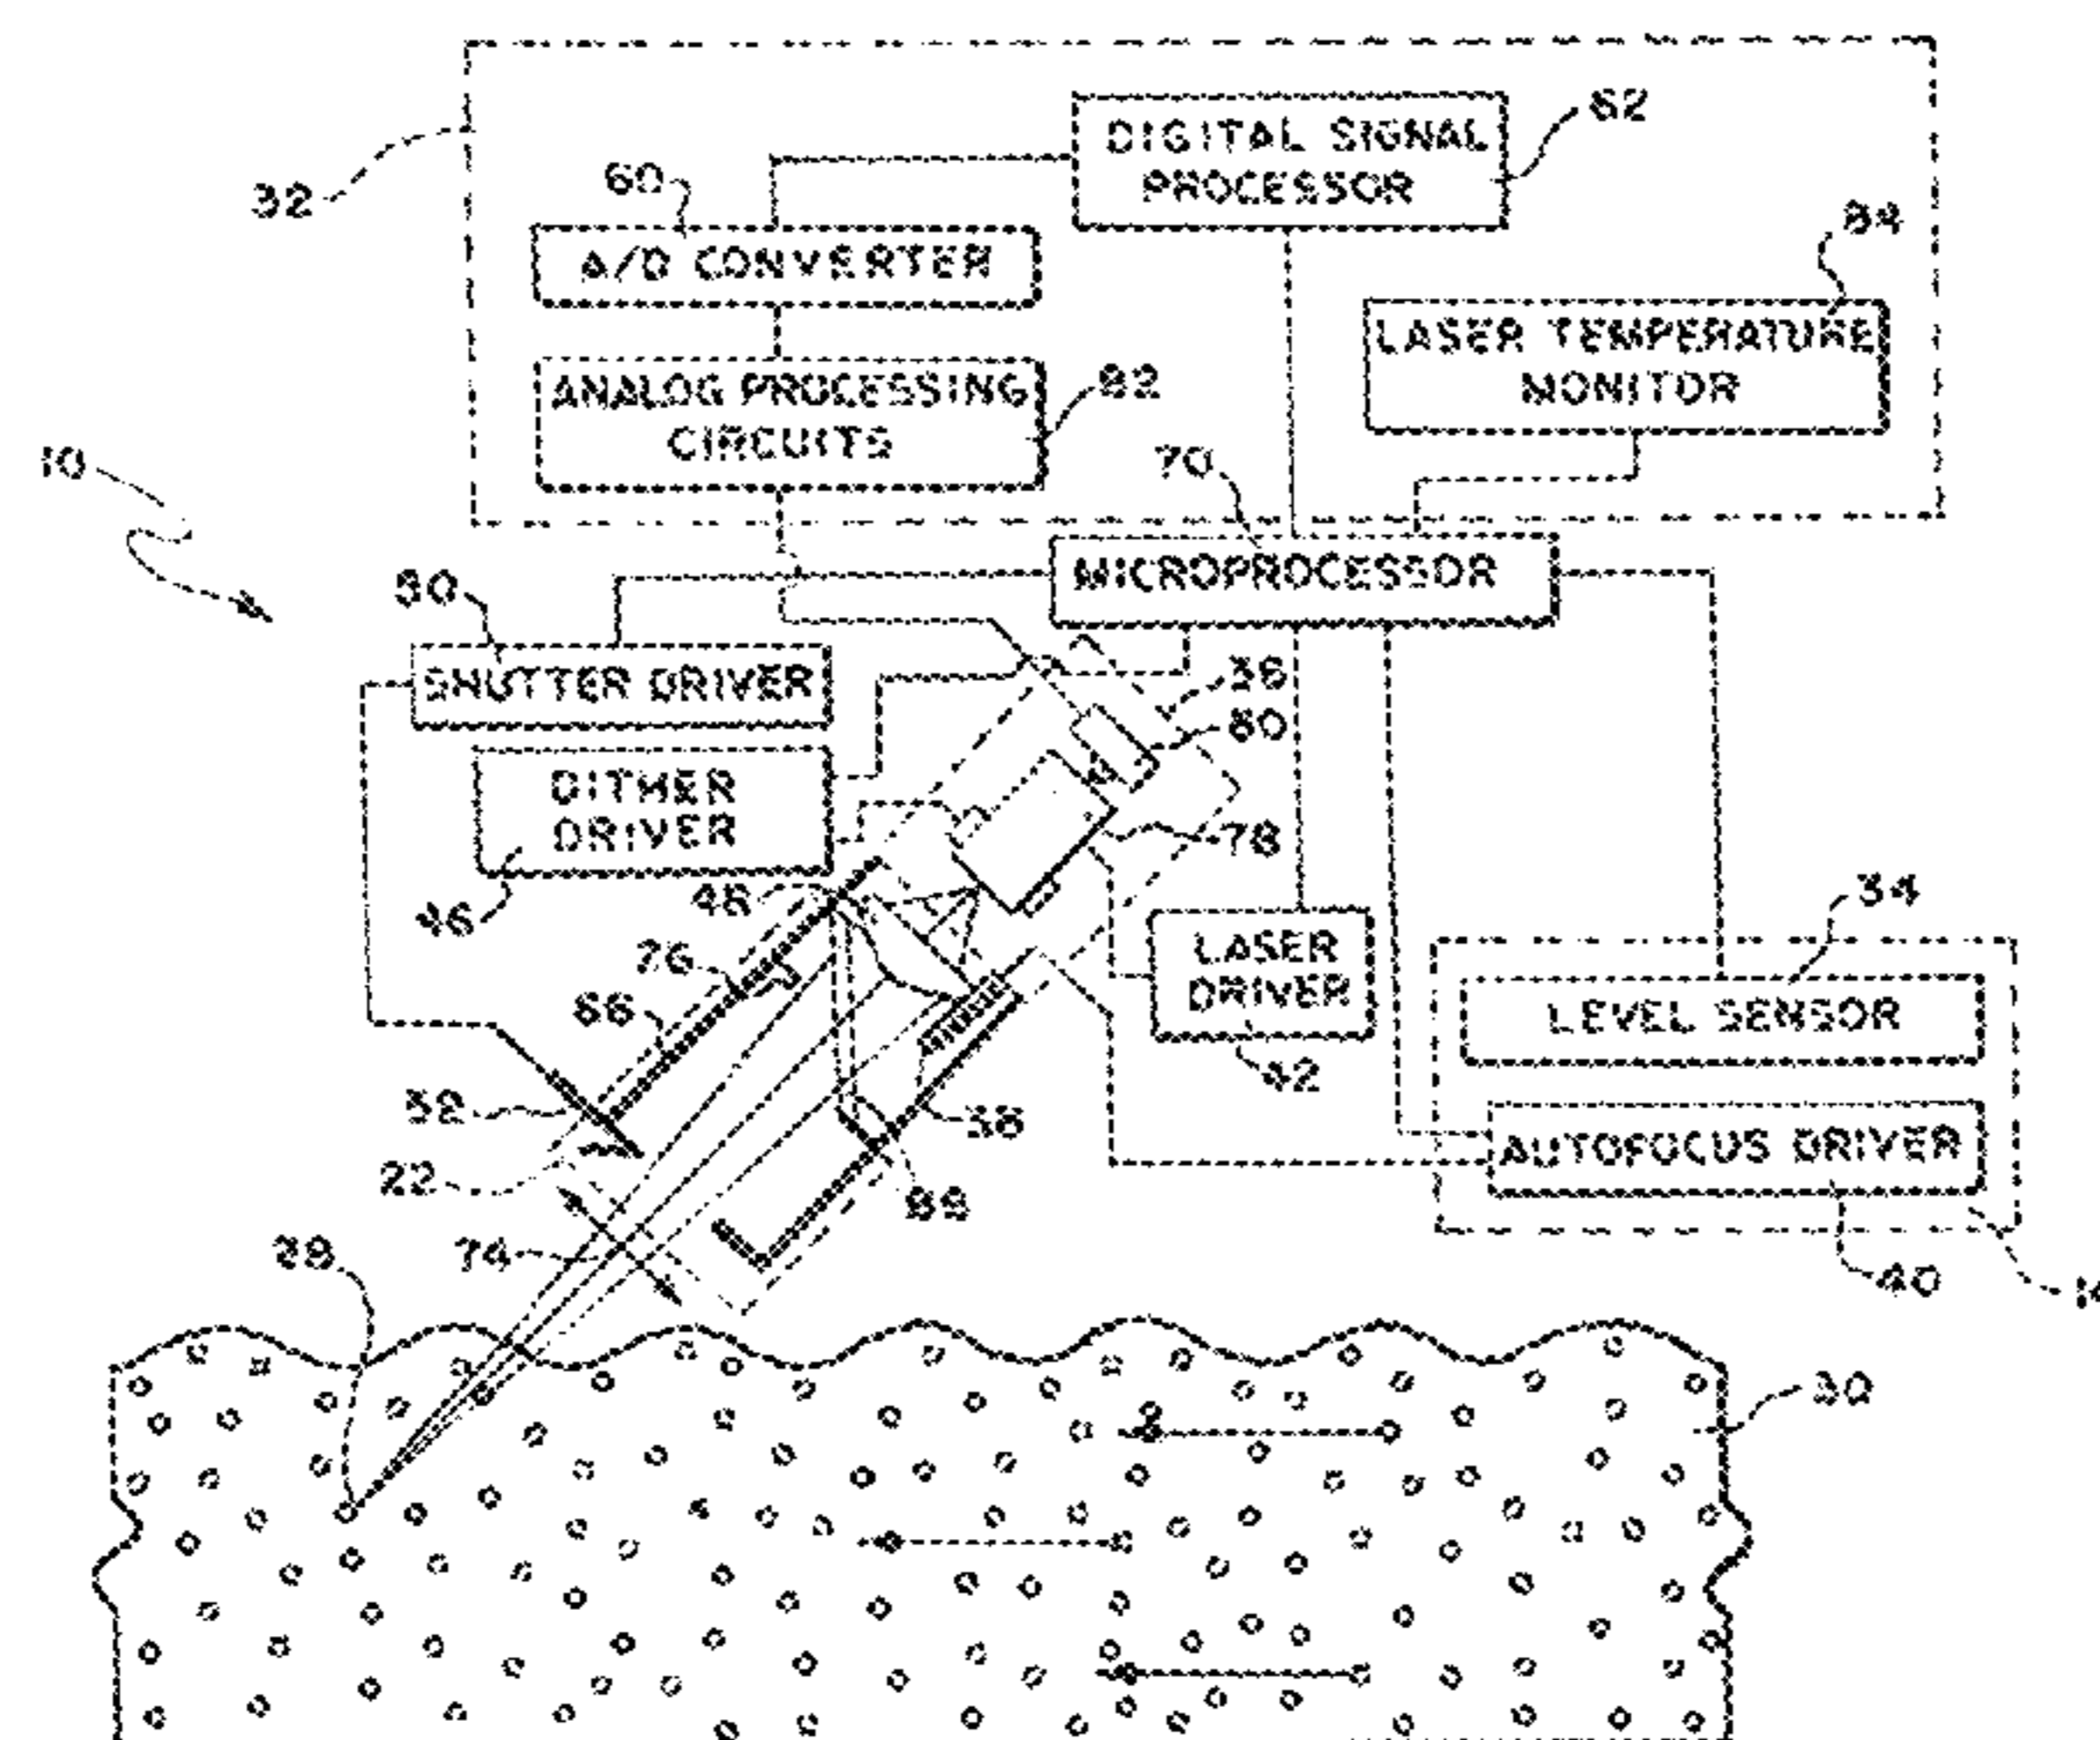 62
DIGITAL SIGNAL
PROCESSOR
32
60
A/D CONVERTER
84
LASER TEMPERATURE
MONITOR
ANALOG PROCESSING
CIRCUITS
82
10
70
MICROPROCESSOR
50
SHUTTER DRIVER
36
80
DITHER
DRIVER
78
46
48
34
76
LASER
DRIVER
66
LEVEL SENSOR
42
52
38
AUTOFOCUS DRIVER
22
88
74
28
40
30